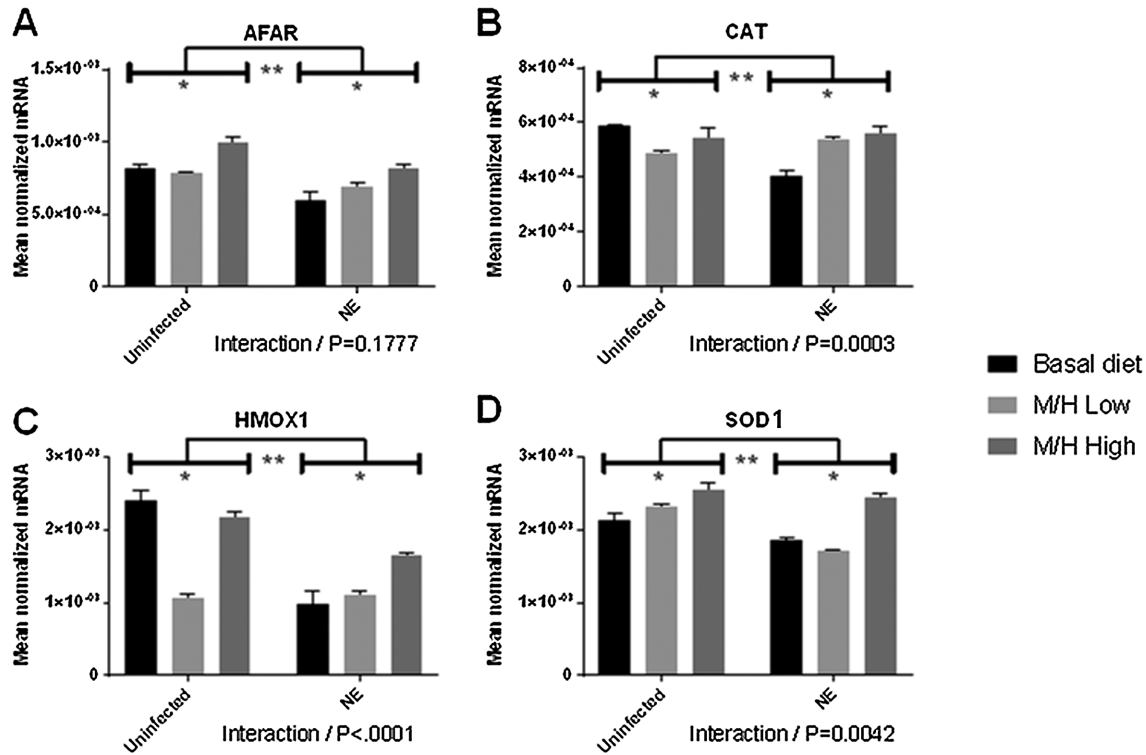 A
AFAR
Mean normalized mRNA
1.5×10⁻⁰³
1.0×10⁻⁰³
5.0×10⁻⁰⁴
0
*
**
*
Uninfected
NE
Interaction / P=0.1777
B
CAT
Mean normalized mRNA
8×10⁻⁰⁴
6×10⁻⁰⁴
4×10⁻⁰⁴
2×10⁻⁰⁴
0
*
**
*
Uninfected
NE
Interaction / P=0.0003
Basal diet
M/H Low
M/H High
C
HMOX1
Mean normalized mRNA
3×10⁻⁰³
2×10⁻⁰³
1×10⁻⁰³
0
*
**
*
Uninfected
NE
Interaction / P<.0001
D
SOD1
Mean normalized mRNA
3×10⁻⁰³
2×10⁻⁰³
1×10⁻⁰³
0
*
**
*
Uninfected
NE
Interaction / P=0.0042